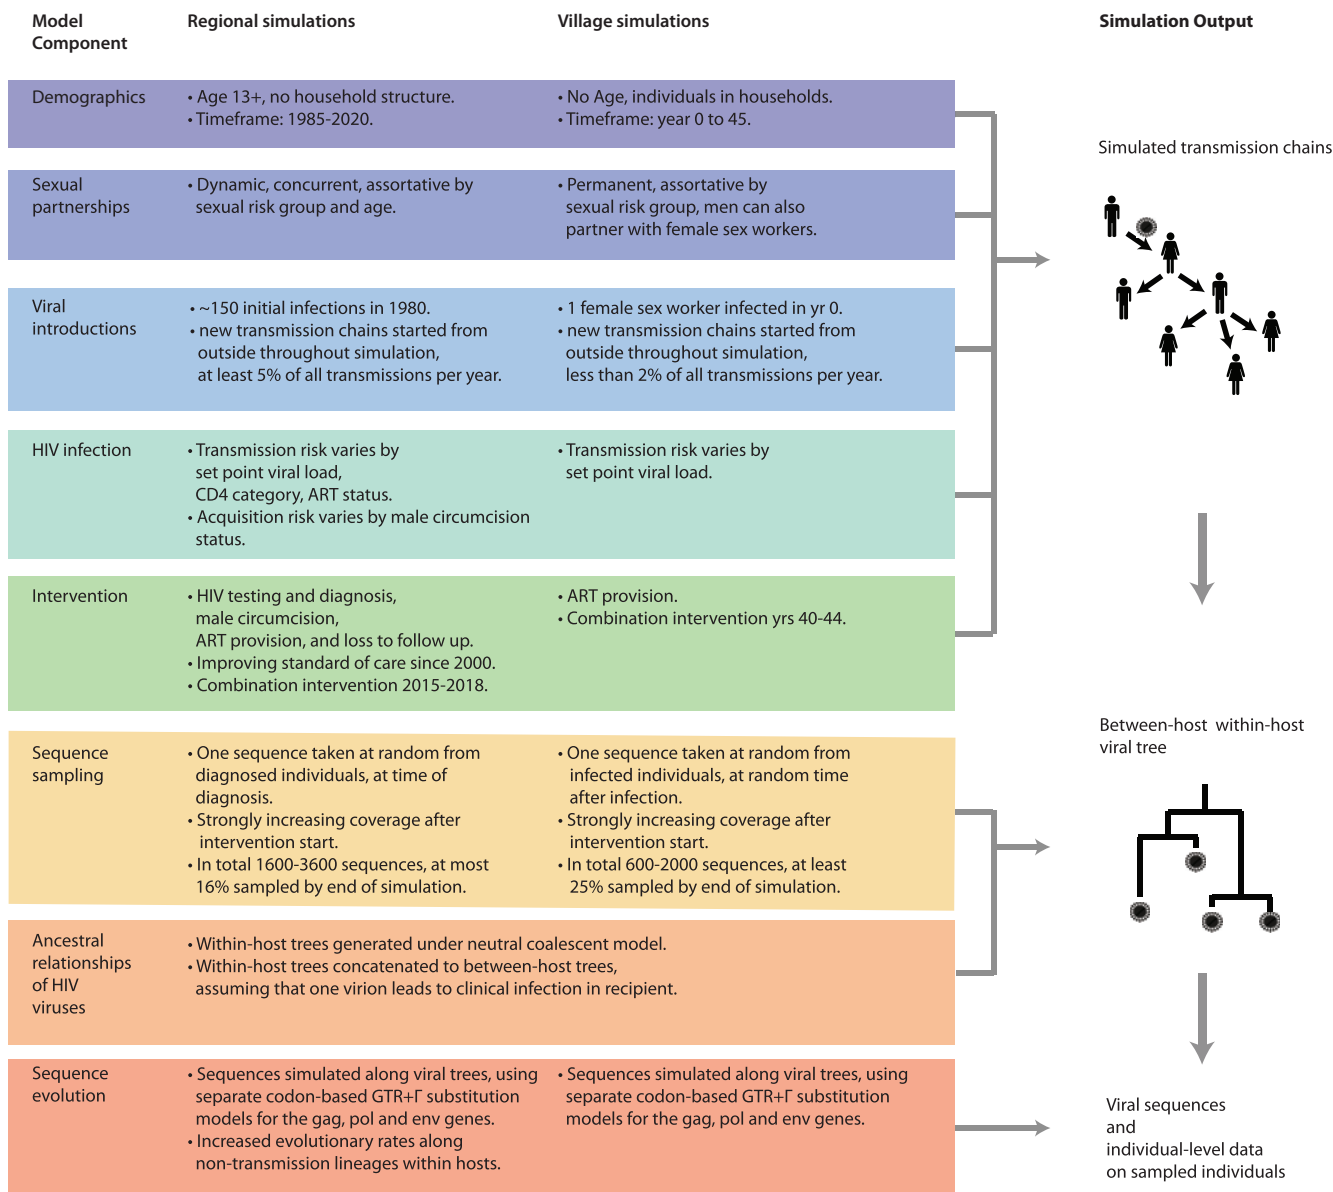 Model
Component
Regional simulations
Village simulations
Simulation Output
Demographics
• Age 13+, no household structure.
• Timeframe: 1985-2020.
• No Age, individuals in households.
• Timeframe: year 0 to 45.
Sexual
partnerships
• Dynamic, concurrent, assortative by
sexual risk group and age.
• Permanent, assortative by
sexual risk group, men can also
partner with female sex workers.
Viral
introductions
• ~150 initial infections in 1980.
• new transmission chains started from
outside throughout simulation,
at least 5% of all transmissions per year.
• 1 female sex worker infected in yr 0.
• new transmission chains started from
outside throughout simulation,
less than 2% of all transmissions per year.
HIV infection
• Transmission risk varies by
set point viral load,
CD4 category, ART status.
• Acquisition risk varies by male circumcision
status.
• Transmission risk varies by
set point viral load.
Intervention
• HIV testing and diagnosis,
male circumcision,
ART provision, and loss to follow up.
• Improving standard of care since 2000.
• Combination intervention 2015-2018.
• ART provision.
• Combination intervention yrs 40-44.
Simulated transmission chains
Sequence
sampling
• One sequence taken at random from
diagnosed individuals, at time of
diagnosis.
• Strongly increasing coverage after
intervention start.
• In total 1600-3600 sequences, at most
16% sampled by end of simulation.
• One sequence taken at random from
infected individuals, at random time
after infection.
• Strongly increasing coverage after
intervention start.
• In total 600-2000 sequences, at least
25% sampled by end of simulation.
Ancestral
relationships
of HIV
viruses
• Within-host trees generated under neutral coalescent model.
• Within-host trees concatenated to between-host trees,
assuming that one virion leads to clinical infection in recipient.
Between-host within-host
viral tree
Sequence
evolution
• Sequences simulated along viral trees, using
separate codon-based GTR+Γ substitution
models for the gag, pol and env genes.
• Increased evolutionary rates along
non-transmission lineages within hosts.
• Sequences simulated along viral trees, using
separate codon-based GTR+Γ substitution
models for the gag, pol and env genes.
Viral sequences
and
individual-level data
on sampled individuals